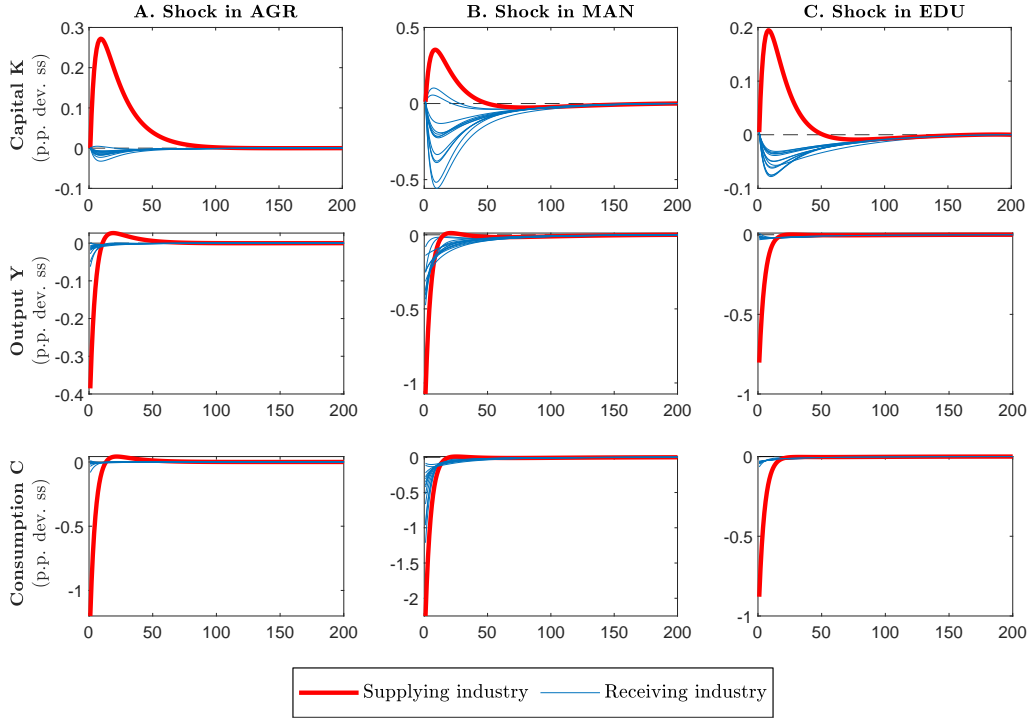 A. Shock in AGR
B. Shock in MAN
C. Shock in EDU
Capital K
(p.p. dev. ss)
0.3
0.2
0.1
0
-0.1
0 50 100 150 200
0.5
0
-0.5
0 50 100 150 200
0.2
0.1
0
-0.1
0 50 100 150 200
Output Y
(p.p. dev. ss)
0
-0.1
-0.2
-0.3
-0.4
0 50 100 150 200
0
-0.5
-1
0 50 100 150 200
0
-0.5
-1
0 50 100 150 200
Consumption C
(p.p. dev. ss)
0
-0.5
-1
0 50 100 150 200
0
-0.5
-1
-1.5
-2
0 50 100 150 200
0
-0.5
-1
0 50 100 150 200
Supplying industry
Receiving industry